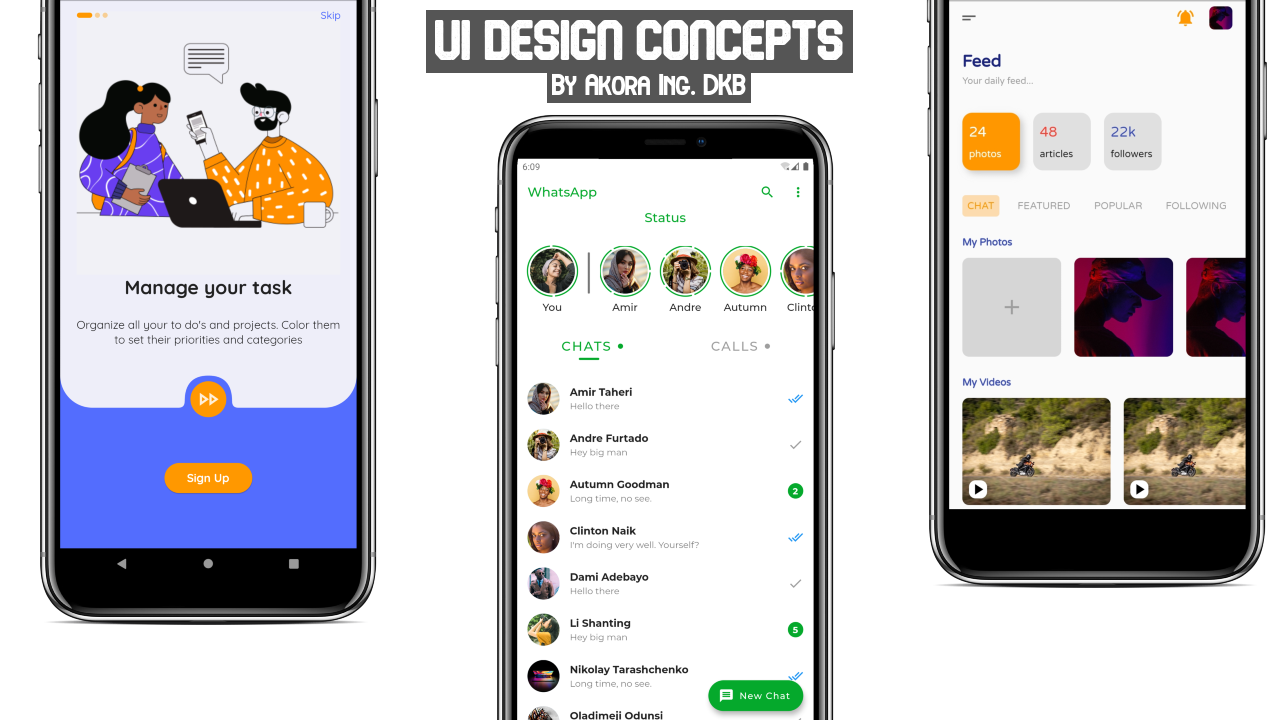 UI DESIGN CONCEPTS
BY AKORA ING. DKB
Skip
Manage your task
Organize all your to do's and projects. Color them
to set their priorities and categories
Sign Up
6:09
WhatsApp
Status
You
Amir
Andre
Autumn
Clint
CHATS
CALLS
Amir Taheri
Hello there
Andre Furtado
Hey big man
Autumn Goodman
Long time, no see.
2
Clinton Naik
I'm doing very well. Yourself?
Dami Adebayo
Hello there
Li Shanting
Hey big man
5
Nikolay Tarashchenko
Long time, no see.
New Chat
Oladimeji Odunsi
Feed
Your daily feed...
24
photos
48
articles
22k
followers
CHAT
FEATURED
POPULAR
FOLLOWING
My Photos
My Videos